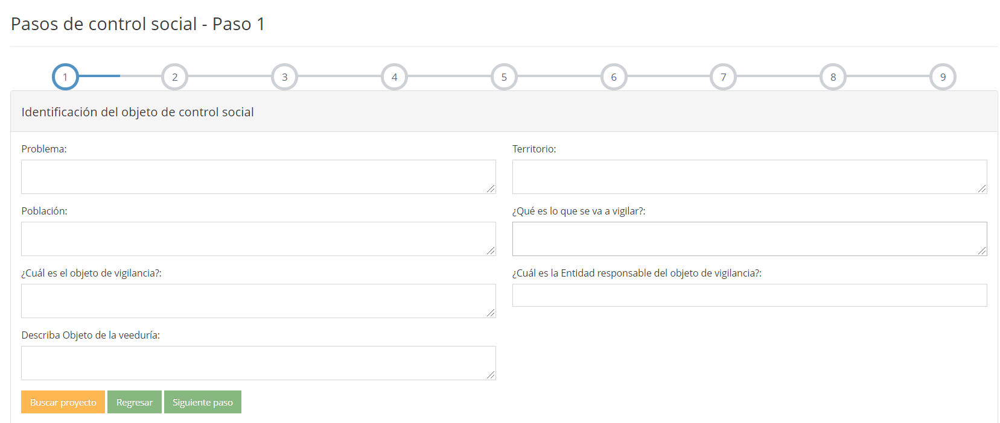 Pasos de control social - Paso 1
1 2 3 4 5 6 7 8 9
Identificación del objeto de control social
Problema:
Territorio:
Población:
¿Qué es lo que se va a vigilar?:
¿Cuál es el objeto de vigilancia?:
¿Cuál es la Entidad responsable del objeto de vigilancia?:
Describa Objeto de la veeduría:
Buscar proyecto Regresar Siguiente paso